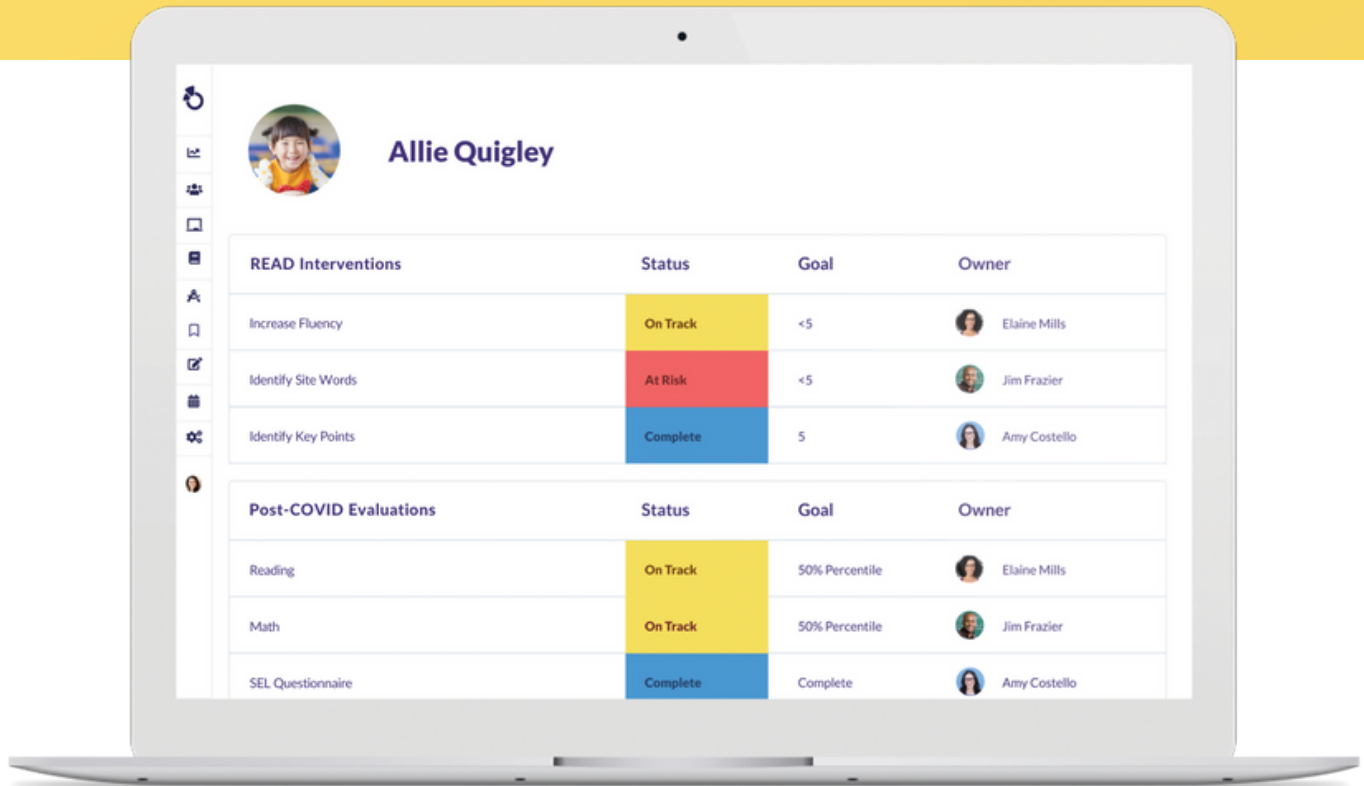 Allie Quigley
READ Interventions Status Goal Owner
Increase Fluency On Track <5 Elaine Mills
Identify Site Words At Risk <5 Jim Frazier
Identify Key Points Complete 5 Amy Costello
Post-COVID Evaluations Status Goal Owner
Reading On Track 50% Percentile Elaine Mills
Math On Track 50% Percentile Jim Frazier
SEL Questionnaire Complete Complete Amy Costello